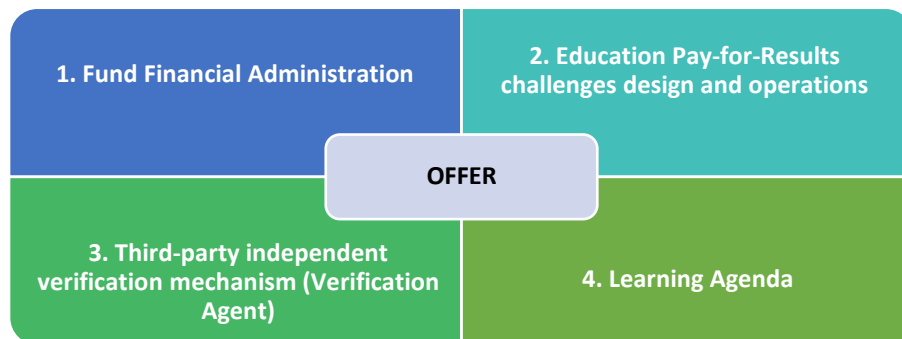 1. Fund Financial Administration
2. Education Pay-for-Results
challenges design and operations
OFFER
3. Third-party independent
verification mechanism (Verification
Agent)
4. Learning Agenda